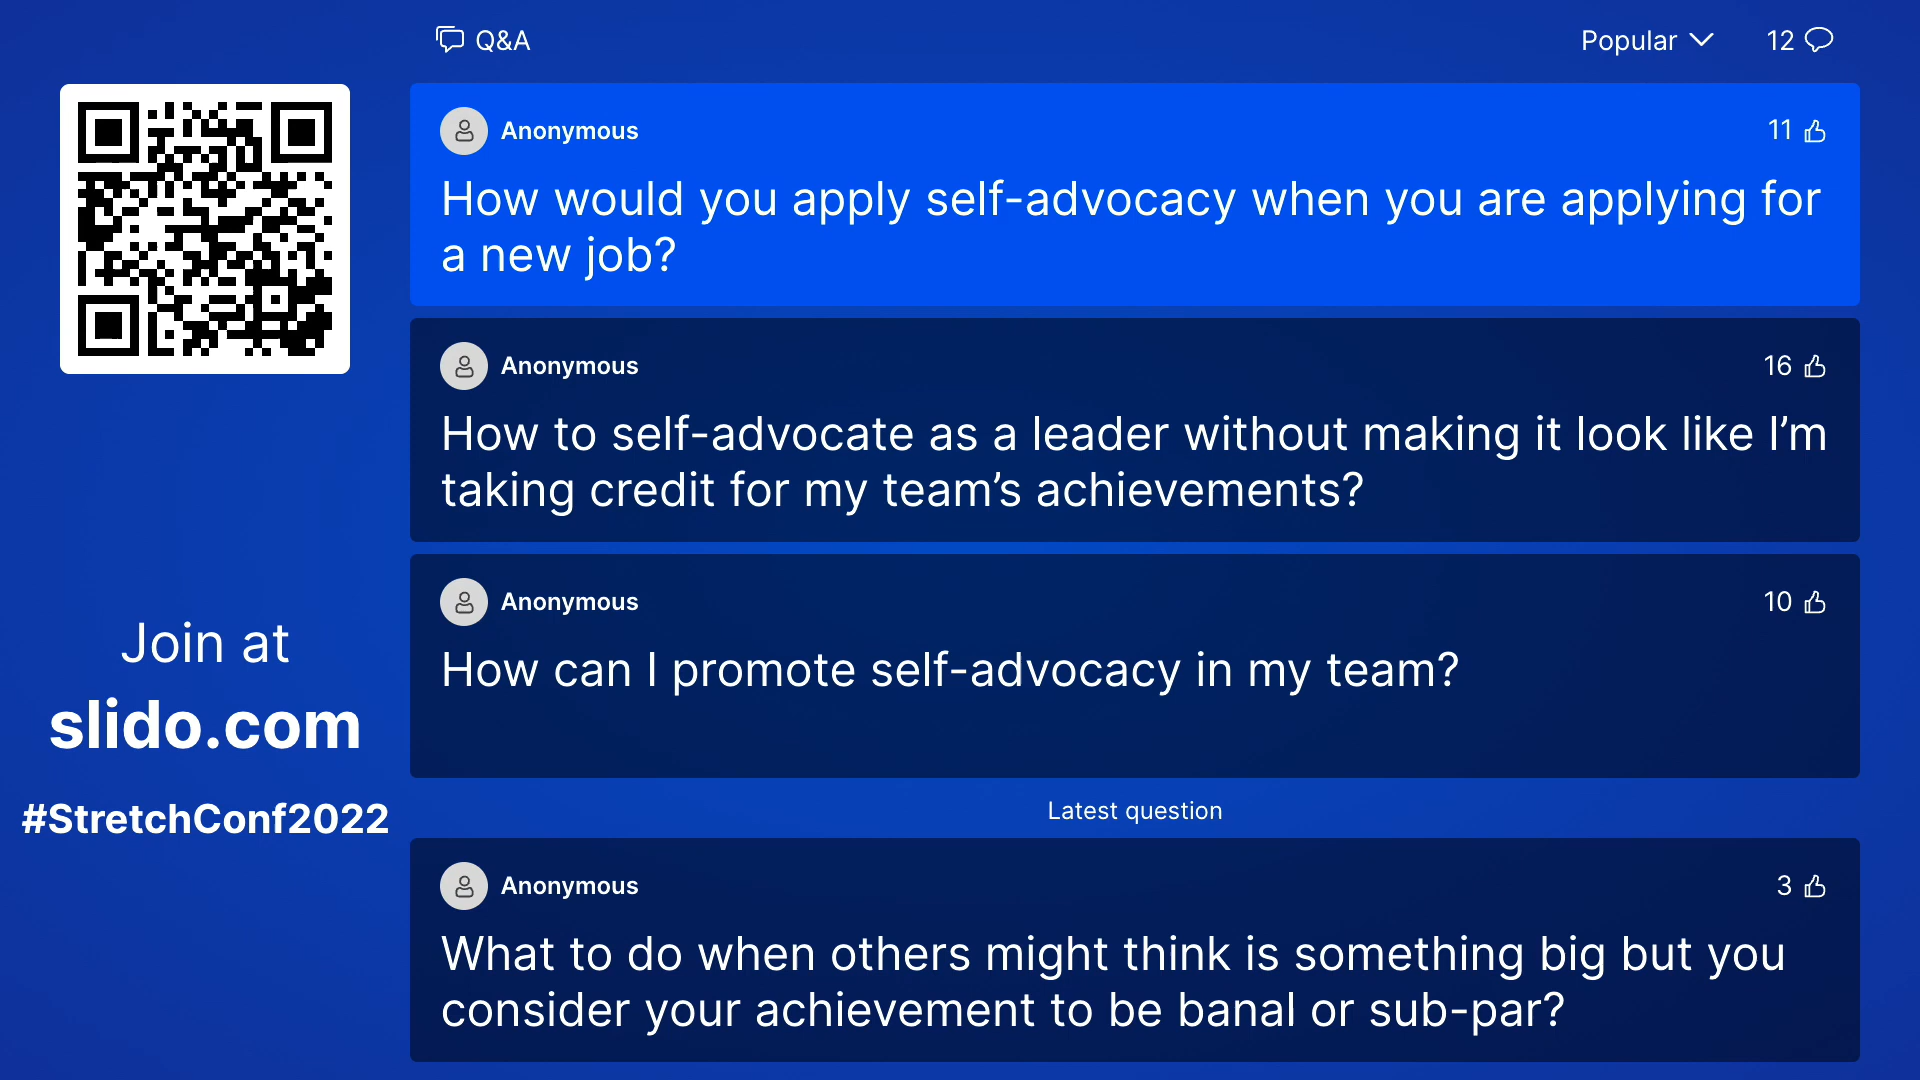 Q&A
Popular
12
Anonymous
11
How would you apply self-advocacy when you are applying for
a new job?
Anonymous
16
How to self-advocate as a leader without making it look like I’m
taking credit for my team’s achievements?
Anonymous
10
How can I promote self-advocacy in my team?
Latest question
Anonymous
3
What to do when others might think is something big but you
consider your achievement to be banal or sub-par?
Join at
slido.com
#StretchConf2022